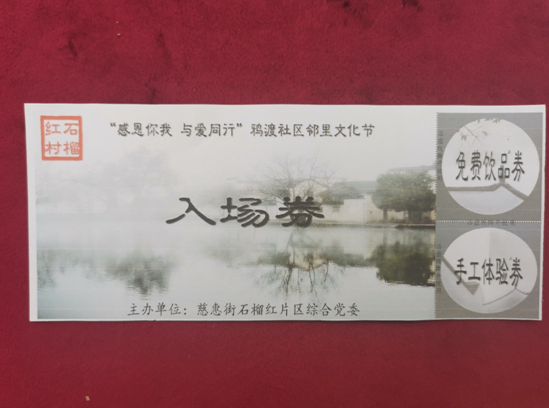 石榴
红村
“感恩你我 与爱同行”鸦渡社区邻里文化节
入场券
主办单位：慈惠街石榴红片区综合党委
免费饮品券
手工体验券